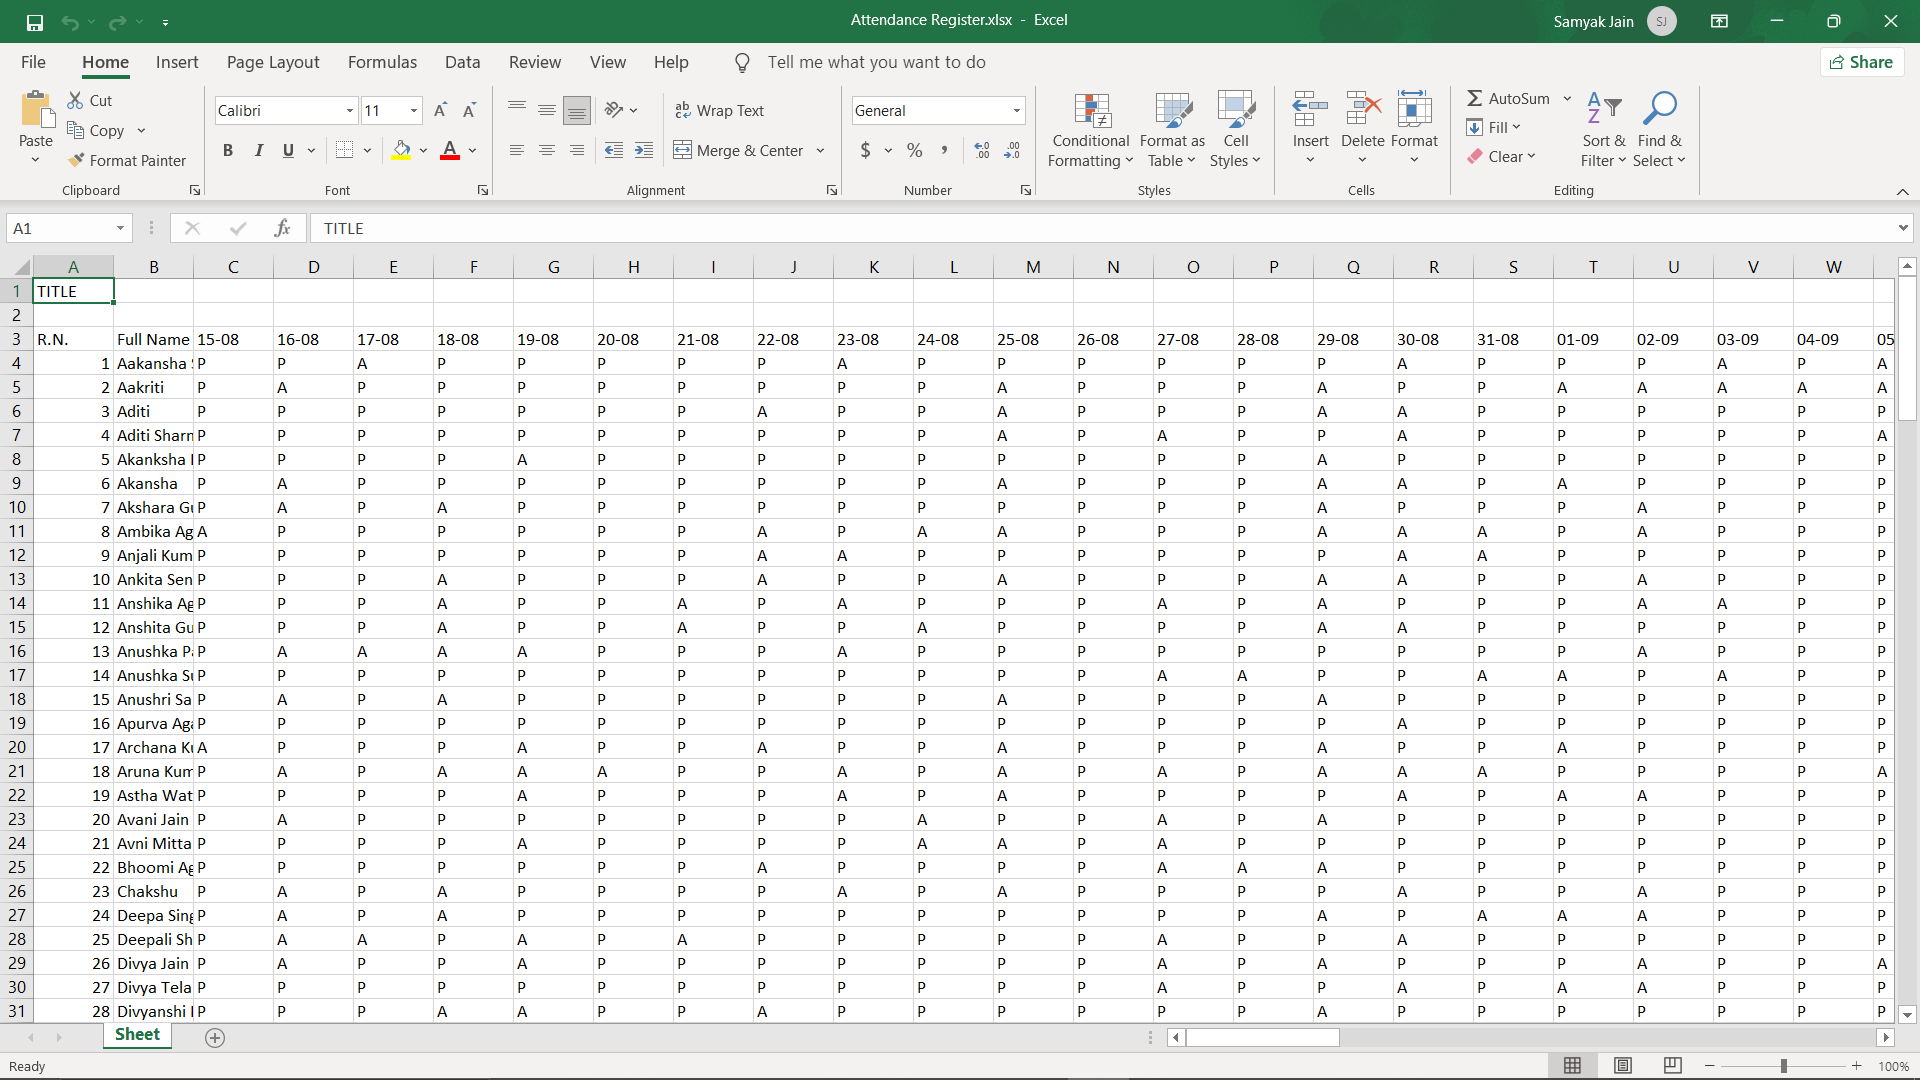 Attendance Register.xlsx - Excel
Samyak Jain SJ
File Home Insert Page Layout Formulas Data Review View Help Tell me what you want to do Share
Paste
Cut
Copy
Format Painter
Clipboard
Calibri 11
B I U
Font
ab Wrap Text
Merge & Center
Alignment
General
$ % ,
Number
Conditional Formatting
Format as Table
Cell Styles
Styles
Insert Delete Format
Cells
AutoSum
Fill
Clear
Sort & Filter
Find & Select
Editing
A1 fx TITLE
A B C D E F G H I J K L M N O P Q R S T U V W
1 TITLE
2
3 R.N. Full Name 15-08 16-08 17-08 18-08 19-08 20-08 21-08 22-08 23-08 24-08 25-08 26-08 27-08 28-08 29-08 30-08 31-08 01-09 02-09 03-09 04-09 05
4 1 Aakansha P P A P P P P P A P P P P P P A P P P A P A
5 2 Aakriti P A P P P P P P P P A P P P A P P A A A A A
6 3 Aditi P P P P P P P A P P A P P P A A P P P P P P
7 4 Aditi Sharn P P P P P P P P P P A P A P P A P P P P P A
8 5 Akanksha P P P P A P P P P P P P P P A P P P P P P P
9 6 Akansha P A P P P P P P P P A P P P A A P A P P P P
10 7 Akshara Gu P A P A P P P P P P P P P P A P P P A P P P
11 8 Ambika Ag A P P P P P P A P A A P P P A A A P A P P P
12 9 Anjali Kum P P P P P P P A A P P P P P P A A P P P P P
13 10 Ankita Sen P P P A P P P A P P A P P P A A P P A P P P
14 11 Anshika Ag P P P A P P A P A P P P A P A P P P A A P P
15 12 Anshita Gu P P P A P P A P P A P P P P A A P P P P P P
16 13 Anushka Pa P A A A A P P P A P P P P P P P P P A P P P
17 14 Anushka Su P P P P P P P P P P P P A A P P A A P A P P
18 15 Anushri Sa P A P A P P P P P P A P P P A P P P P P P P
19 16 Apurva Aga P P P P P P P P P P P P P P P A P P P P P P
20 17 Archana Ku A P P P A P P A P P A P P P A P P A P P P P
21 18 Aruna Kum P A P A A A P P A P A P A P A A A P P P P A
22 19 Astha Wat P P P P A P P P A P A P P P P A P A A P P P
23 20 Avani Jain P A P P P P P P P A P P A P A P P P P P P P
24 21 Avni Mitta P P P P A P P P P A A P A P P P P P P P P P
25 22 Bhoomi Ag P P P P P P P A P P P P A A A P P P P P P P
26 23 Chakshu P A P A P P P P A P A P P P P A P P A P P P
27 24 Deepa Sing P A P A P P P P P P P P P P A P A A A P P P
28 25 Deepali Sh P A A P A P A P P P P P A P P A P P P P P P
29 26 Divya Jain P A P P A P P P P P P P A P A P P P A P P A
30 27 Divya Tela P P P P P P P P P P P P A P P A P A A P P P
31 28 Divyanshi P P P A A P P A P P P P P P A P P P P P P P
Sheet
Ready 100%